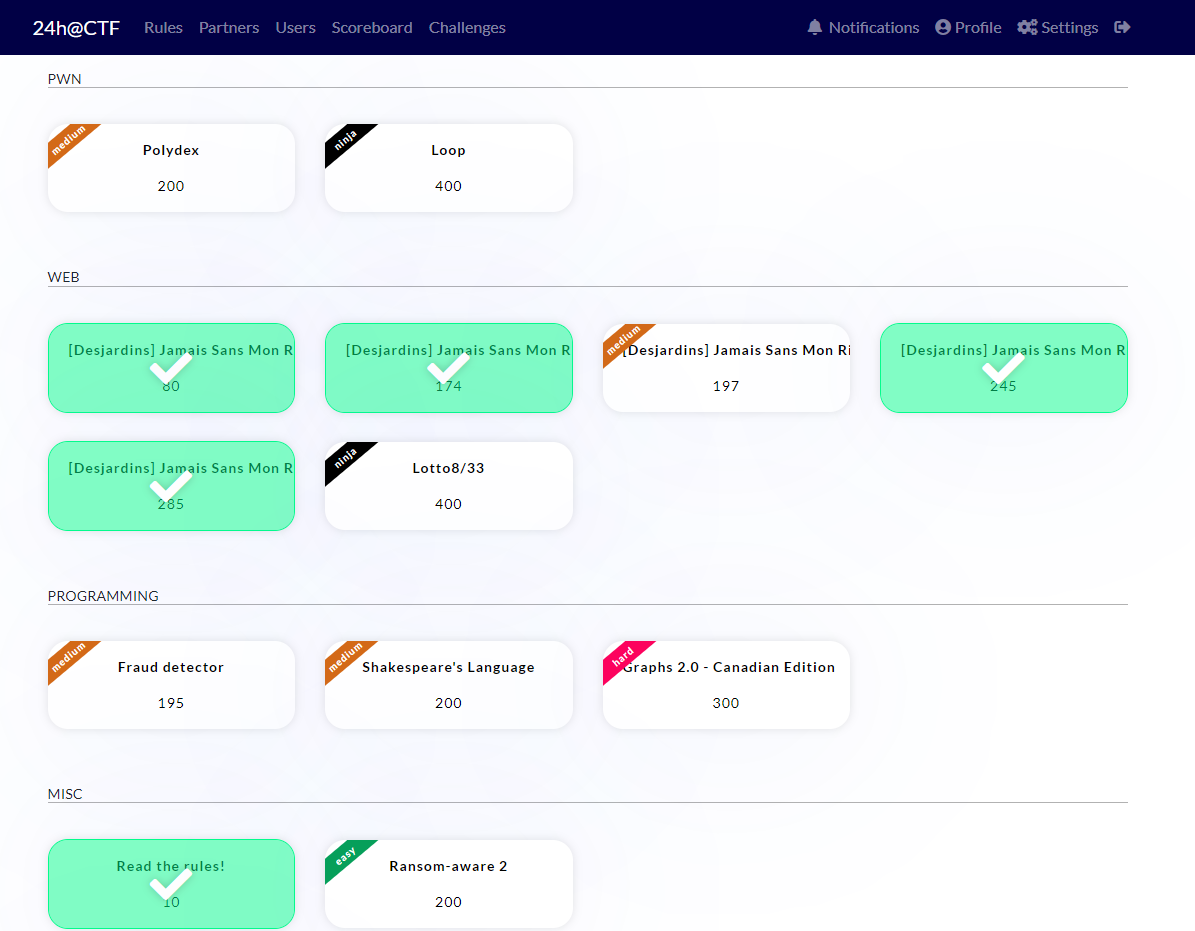 24h@CTF Rules Partners Users Scoreboard Challenges Notifications Profile Settings
PWN
medium ninja
Polydex Loop
200 400
WEB
medium
[Desjardins] Jamais Sans Mon R [Desjardins] Jamais Sans Mon R [Desjardins] Jamais Sans Mon Ri [Desjardins] Jamais Sans Mon R
80 174 197 245
ninja
[Desjardins] Jamais Sans Mon R Lotto8/33
285 400
PROGRAMMING
medium medium hard
Fraud detector Shakespeare's Language Graphs 2.0 - Canadian Edition
195 200 300
MISC
easy
Read the rules! Ransom-aware 2
10 200